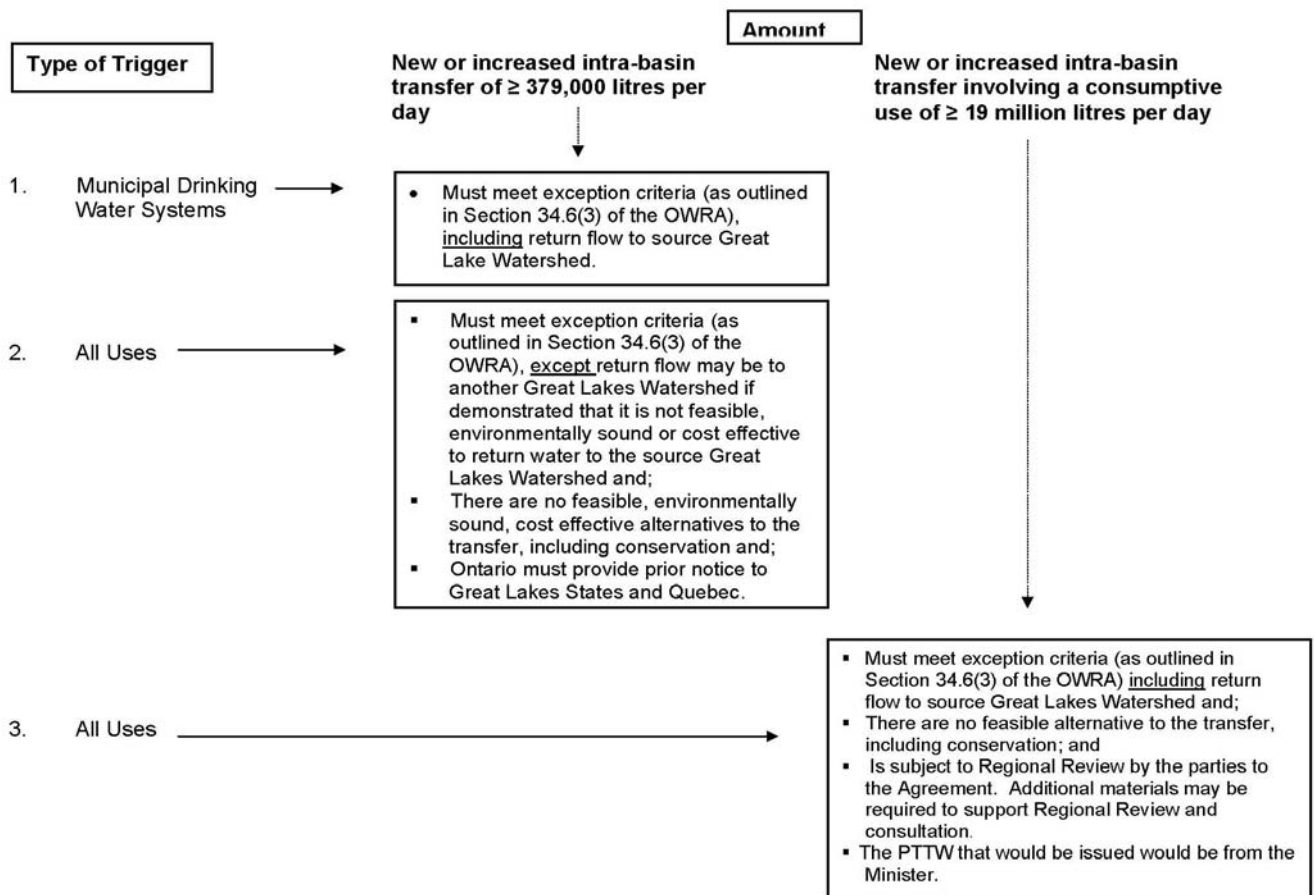 Amount
Type of Trigger
New or increased intra-basin
transfer of ≥ 379,000 litres per
day
New or increased intra-basin
transfer involving a consumptive
use of ≥ 19 million litres per day
1. Municipal Drinking
Water Systems
• Must meet exception criteria (as outlined
in Section 34.6(3) of the OWRA),
including return flow to source Great
Lake Watershed.
2. All Uses
▪ Must meet exception criteria (as
outlined in Section 34.6(3) of the
OWRA), except return flow may be to
another Great Lakes Watershed if
demonstrated that it is not feasible,
environmentally sound or cost effective
to return water to the source Great
Lakes Watershed and;
▪ There are no feasible, environmentally
sound, cost effective alternatives to the
transfer, including conservation and;
▪ Ontario must provide prior notice to
Great Lakes States and Quebec.
3. All Uses
▪ Must meet exception criteria (as outlined in
Section 34.6(3) of the OWRA) including return
flow to source Great Lakes Watershed and;
▪ There are no feasible alternative to the transfer,
including conservation; and
▪ Is subject to Regional Review by the parties to
the Agreement. Additional materials may be
required to support Regional Review and
consultation.
▪ The PTTW that would be issued would be from the
Minister.